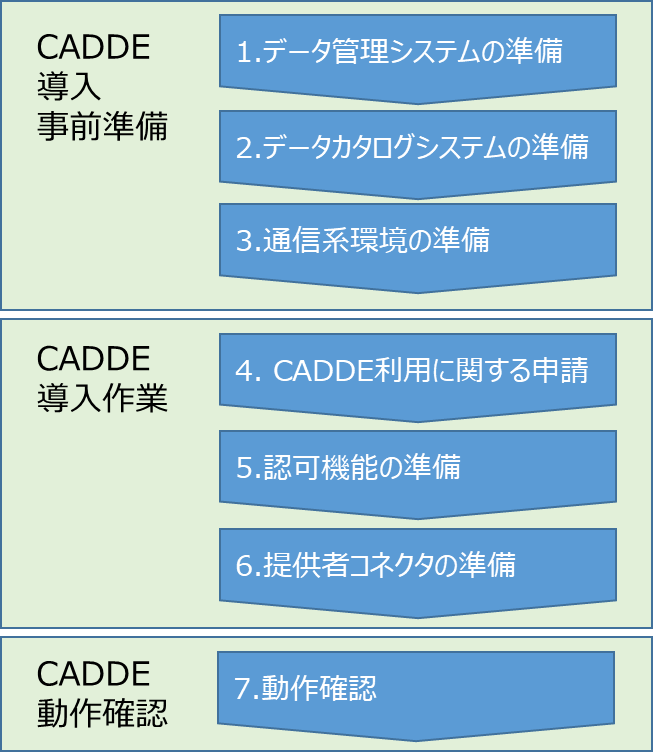 CADDE
導入
事前準備
1.データ管理システムの準備
2.データカタログシステムの準備
3.通信系環境の準備
CADDE
導入作業
4. CADDE利用に関する申請
5.認可機能の準備
6.提供者コネクタの準備
CADDE
動作確認
7.動作確認